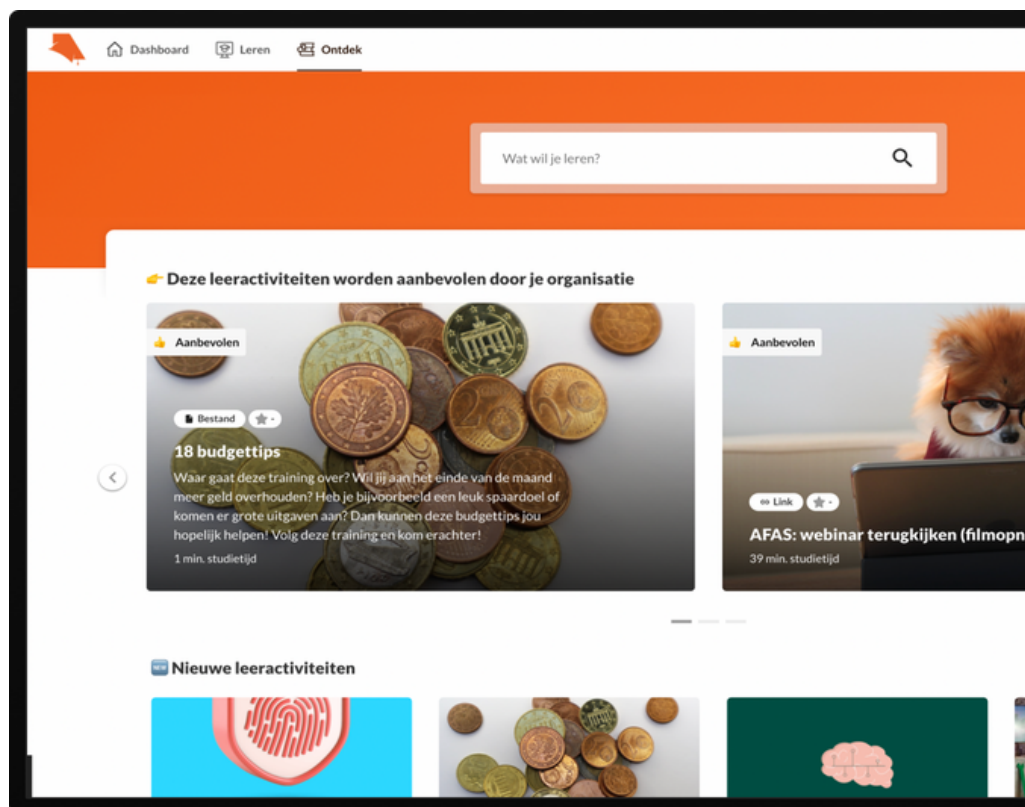 Dashboard Leren Ontdek
Wat wil je leren?
Deze leeractiviteiten worden aanbevolen door je organisatie
Aanbevolen
Bestand -
18 budgettips
Waar gaat deze training over? Wil jij aan het einde van de maand
meer geld overhouden? Heb je bijvoorbeeld een leuk spaardoel of
komen er grote uitgaven aan? Dan kunnen deze budgettips jou
hopelijk helpen! Volg deze training en kom erachter!
1 min. studietijd
Aanbevolen
Link -
AFAS: webinar terugkijken (filmopn
39 min. studietijd
NEW Nieuwe leeractiviteiten